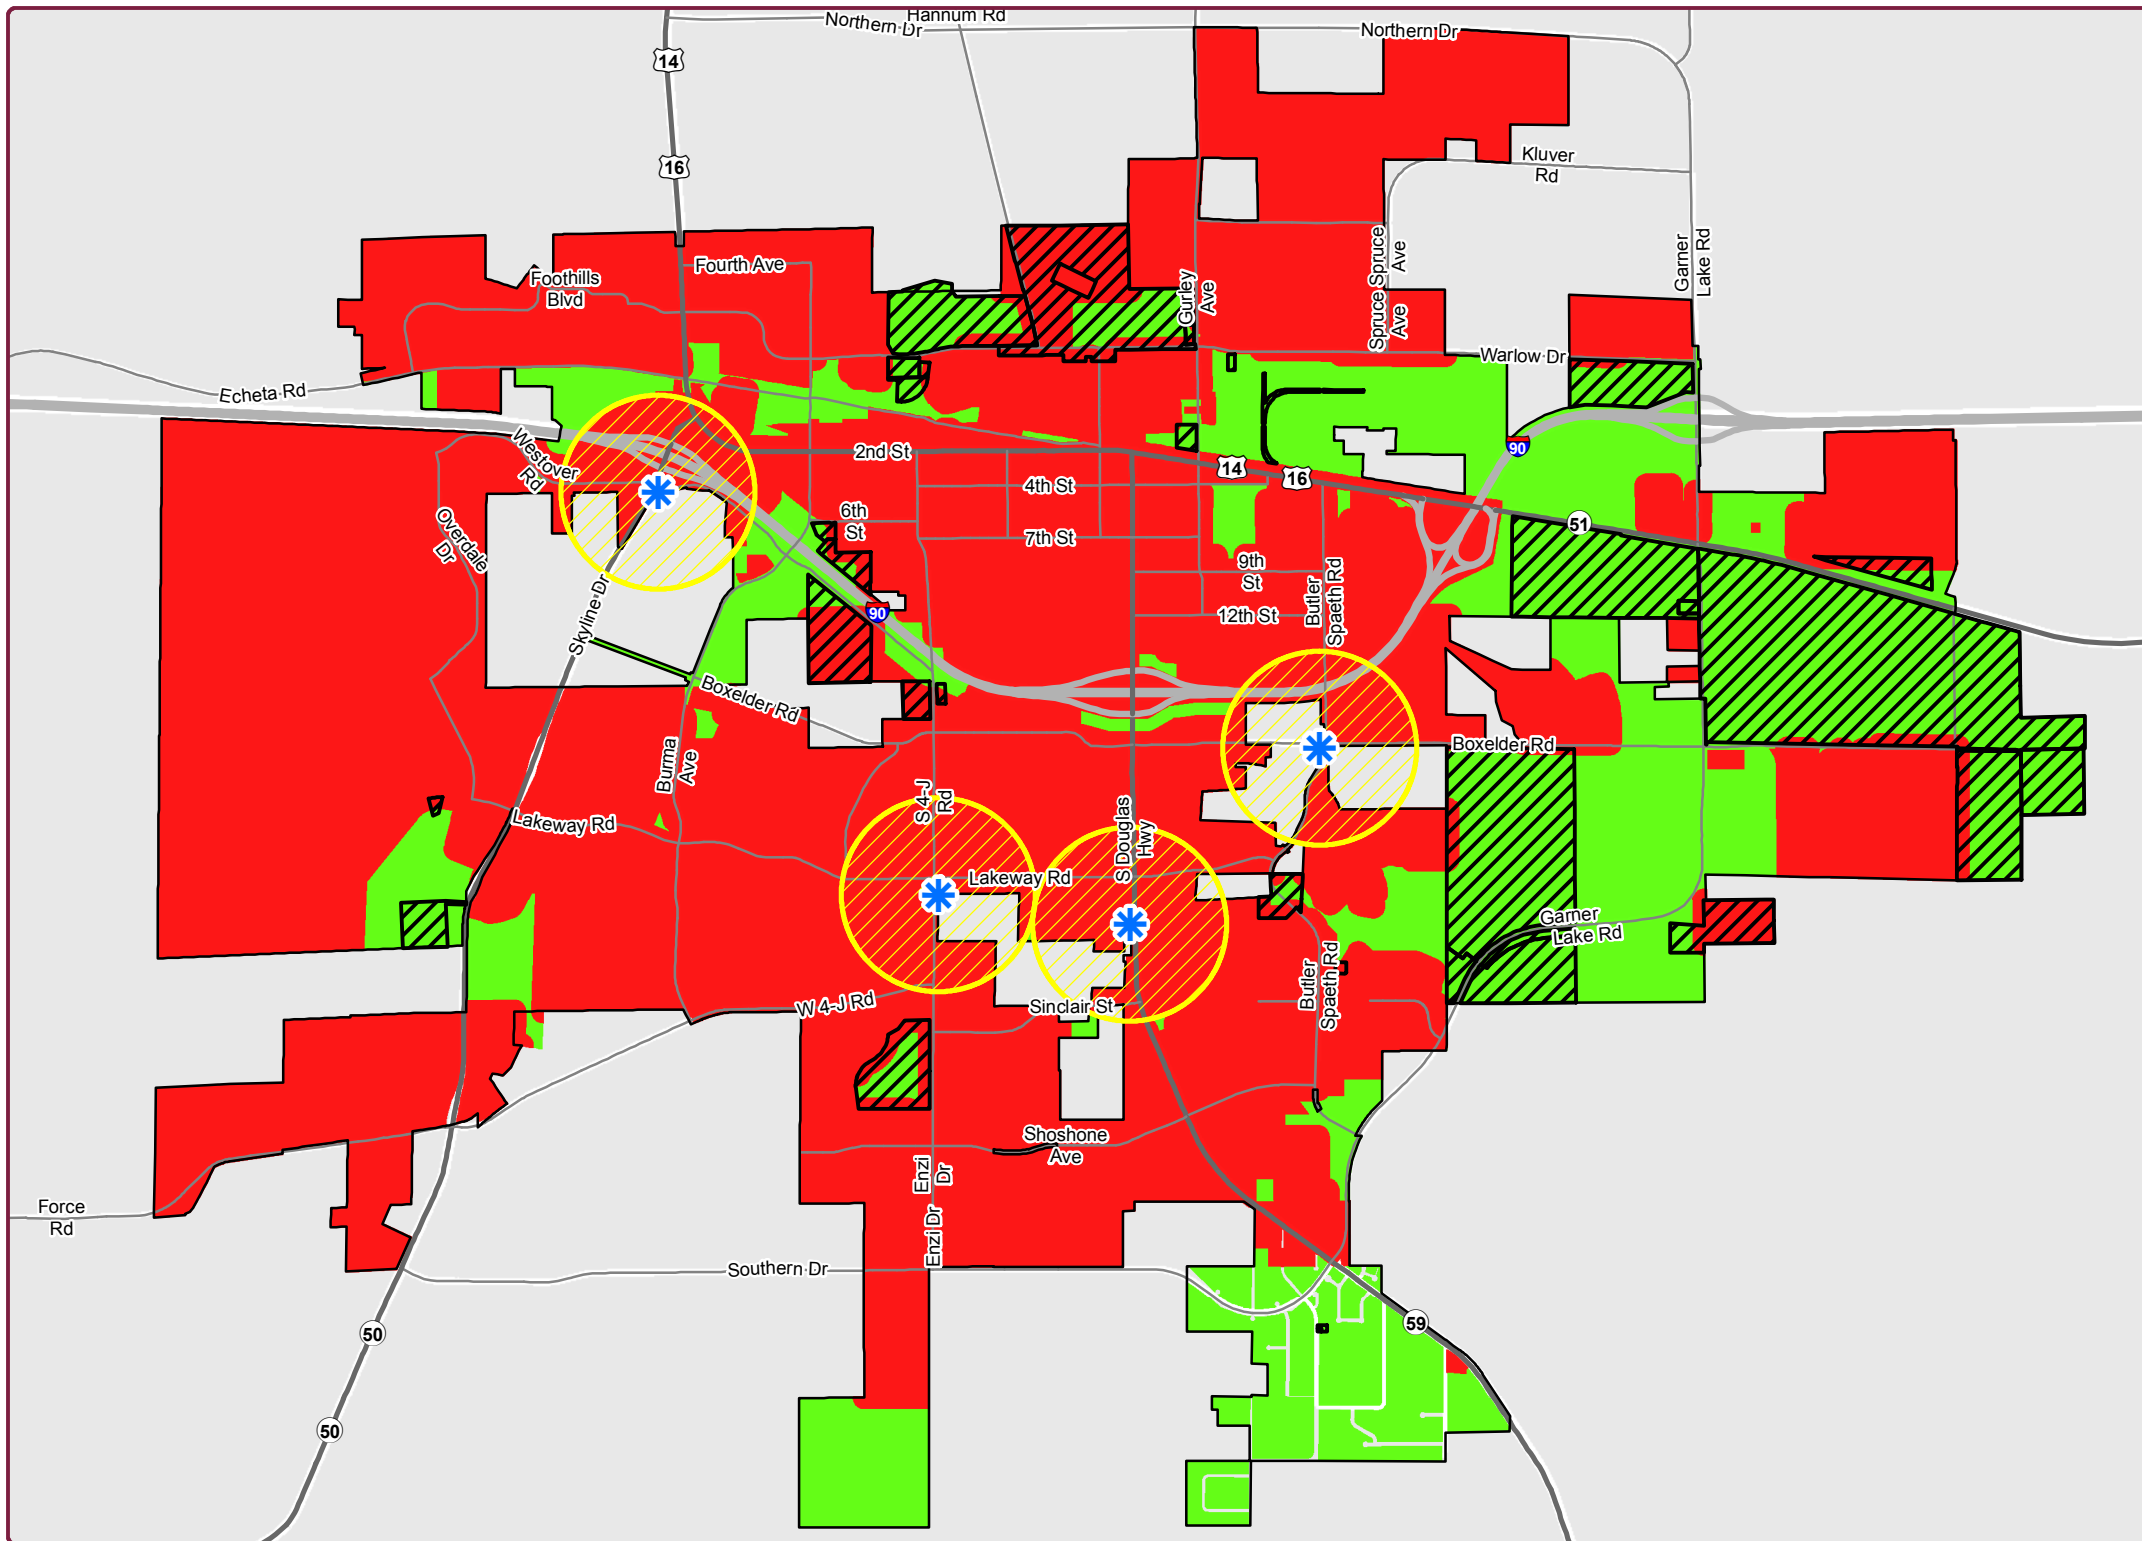 Hannum Rd
Northern Dr
Northern Dr
14
16
Kluver
Rd
Spruce Spruce
Ave
Garner
Lake Rd
Fourth Ave
Foothills
Blvd
Gurley
Ave
Spruce
Ave
Warlow Dr
Echeta Rd
Westover
Rd
2nd St
14
16
90
4th St
6th
St
7th St
51
Overdale
Dr
9th
St
12th St
Butler
Spaeth Rd
90
Skyline Dr
Boxelder Rd
Burma
Ave
Boxelder Rd
S 4-J
Rd
S Douglas
Hwy
Lakeway Rd
Lakeway Rd
Garner
Lake Rd
Butler
Spaeth Rd
W 4-J Rd
Sinclair St
Shoshone
Ave
Enzi
Dr
Force
Rd
Enzi Dr
Southern Dr
50
59
50